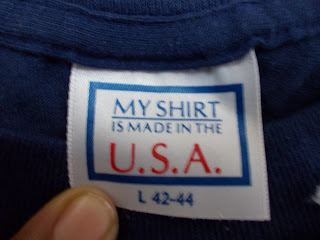 MY SHIRT
IS MADE IN THE
U.S.A.
L 42-44